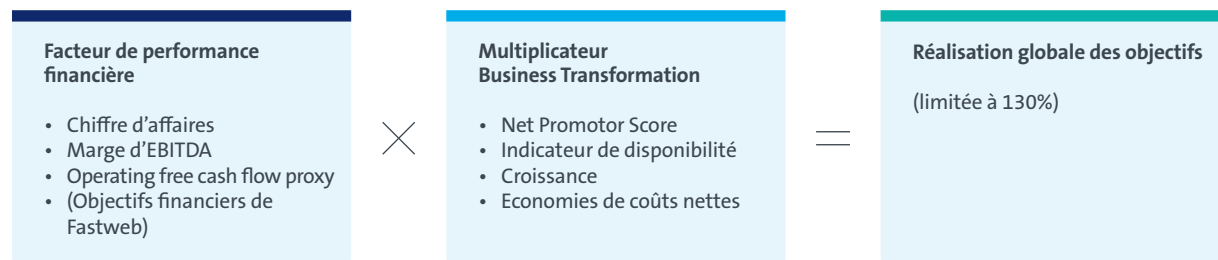 Facteur de performance
financière
• Chiffre d'affaires
• Marge d'EBITDA
• Operating free cash flow proxy
• (Objectifs financiers de
Fastweb)
×
Multiplicateur
Business Transformation
• Net Promotor Score
• Indicateur de disponibilité
• Croissance
• Economies de coûts nettes
=
Réalisation globale des objectifs
(limitée à 130%)